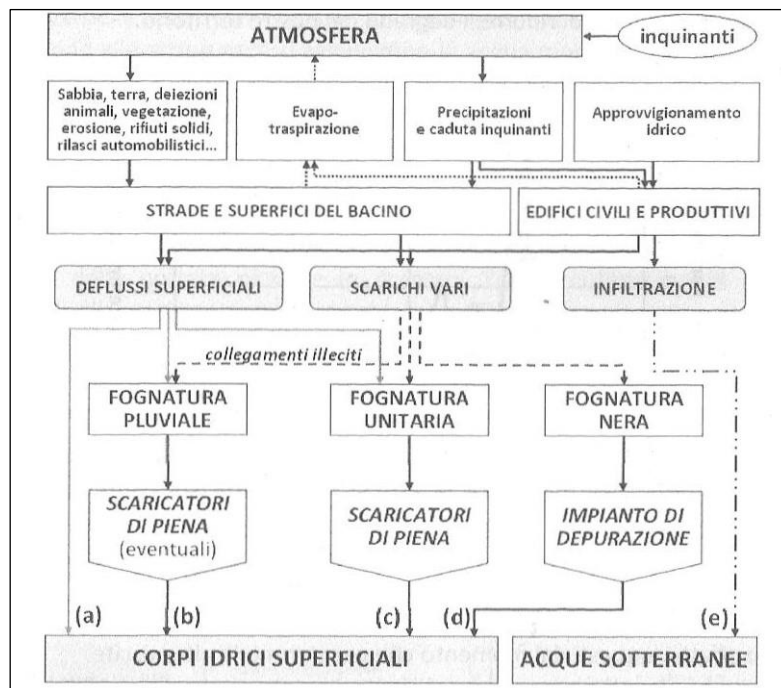 ATMOSFERA
inquinanti
Sabbia, terra, deiezioni
animali, vegetazione,
erosione, rifiuti solidi,
rilasci automobilistici...
Evapo-
traspirazione
Precipitazioni
e caduta inquinanti
Approvvigionamento
idrico
STRADE E SUPERFICI DEL BACINO
EDIFICI CIVILI E PRODUTTIVI
DEFLUSSI SUPERFICIALI
SCARICHI VARI
INFILTRAZIONE
collegamenti illeciti
FOGNATURA
PLUVIALE
FOGNATURA
UNITARIA
FOGNATURA
NERA
SCARICATORI
DI PIENA
(eventuali)
SCARICATORI
DI PIENA
IMPIANTO DI
DEPURAZIONE
(a)
(b)
(c)
(d)
(e)
CORPI IDRICI SUPERFICIALI
ACQUE SOTTERRANEE